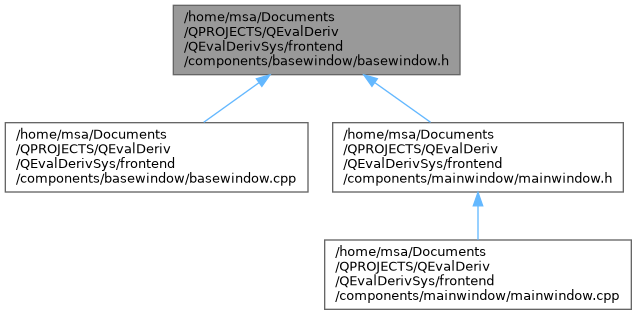 /home/msa/Documents
/QPROJECTS/QEvalDeriv
/QEvalDerivSys/frontend
/components/basewindow/basewindow.h
/home/msa/Documents
/QPROJECTS/QEvalDeriv
/QEvalDerivSys/frontend
/components/basewindow/basewindow.cpp
/home/msa/Documents
/QPROJECTS/QEvalDeriv
/QEvalDerivSys/frontend
/components/mainwindow/mainwindow.h
/home/msa/Documents
/QPROJECTS/QEvalDeriv
/QEvalDerivSys/frontend
/components/mainwindow/mainwindow.cpp